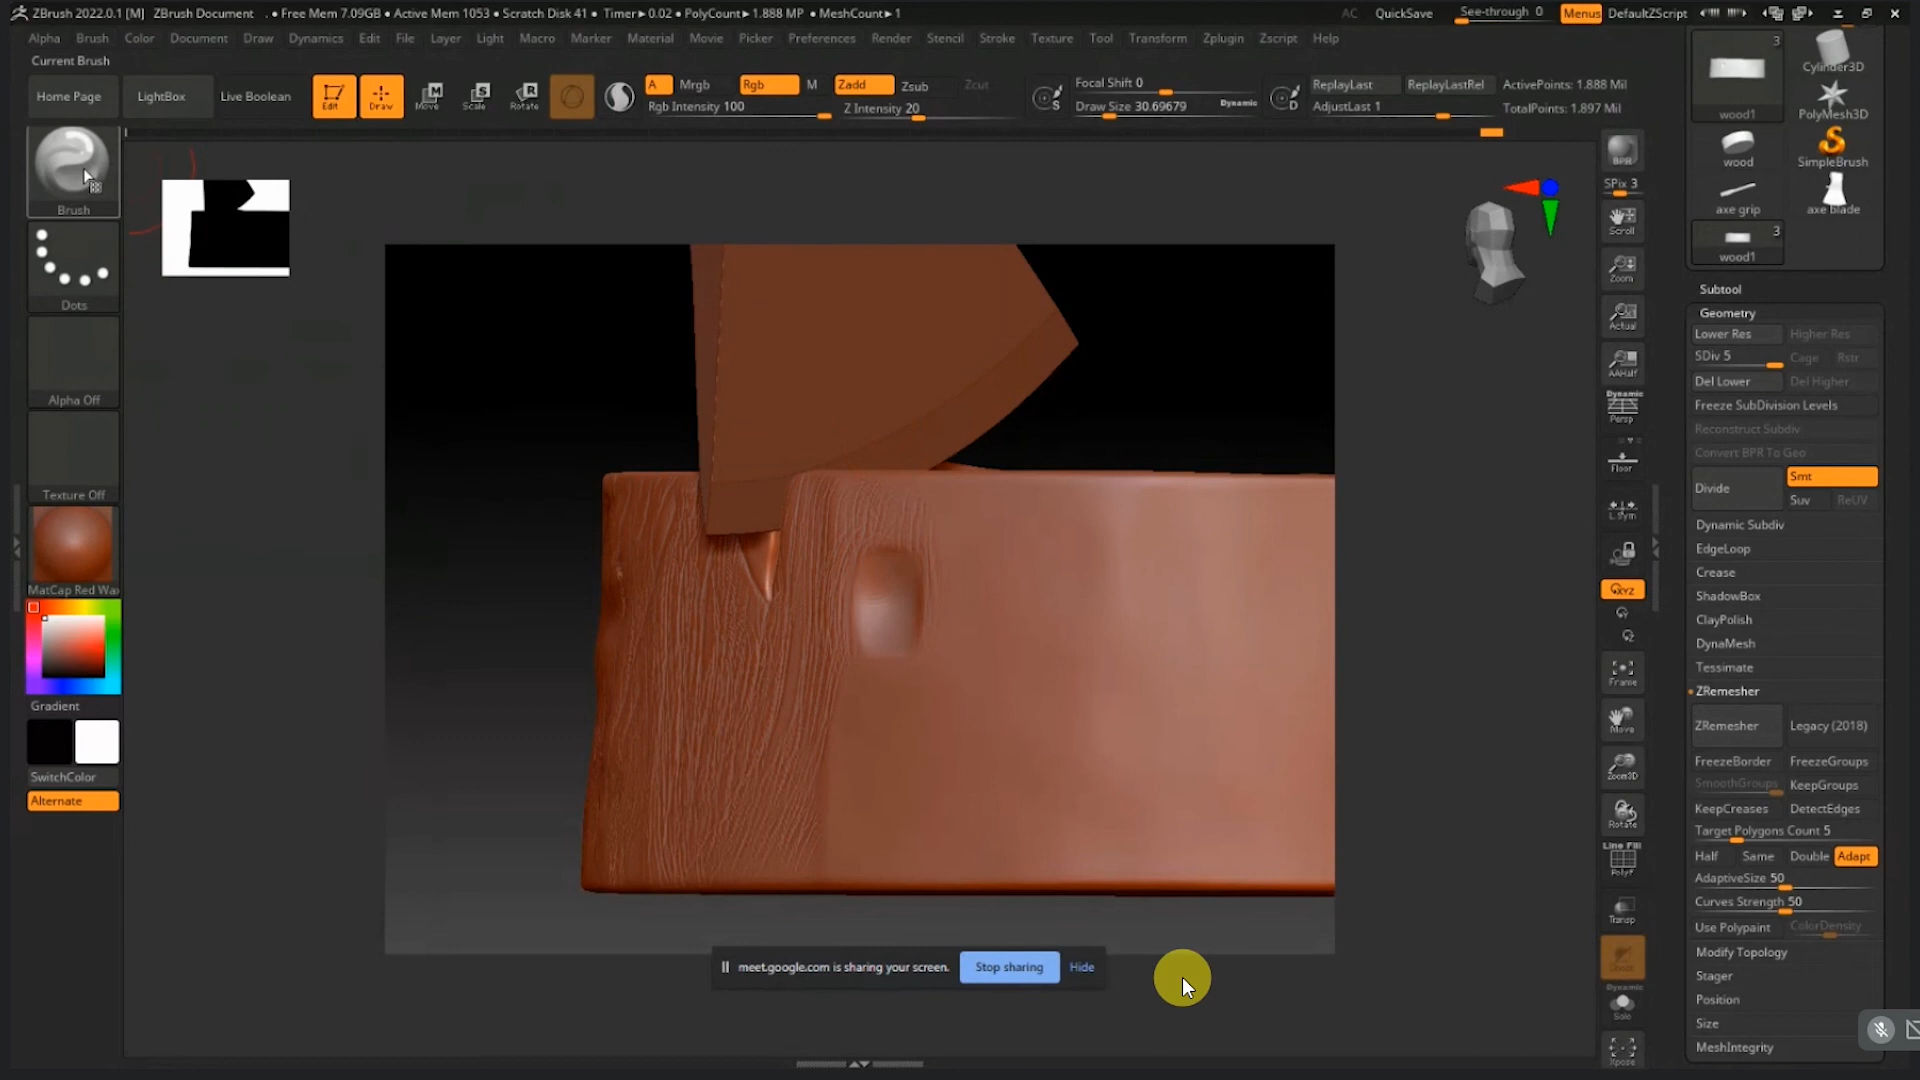 ZBrush 2022.0.1 [M] ZBrush Document . • Free Mem 7.09GB • Active Mem 1053 • Scratch Disk 41 • Timer▸0.02 • PolyCount▸1.888 MP • MeshCount▸1
AC QuickSave See-through 0 Menus DefaultZScript
Alpha Brush Color Document Draw Dynamics Edit File Layer Light Macro Marker Material Movie Picker Preferences Render Stencil Stroke Texture Tool Transform Zplugin Zscript Help
Current Brush
Home Page LightBox Live Boolean
Edit Draw Move Scale Rotate
A Mrgb Rgb M Zadd Zsub Zcut
Rgb Intensity 100 Z Intensity 20
S Focal Shift 0
Draw Size 30.69679 Dynamic
D ReplayLast ReplayLastRel
AdjustLast 1
ActivePoints: 1.888 Mil
TotalPoints: 1.897 Mil
Brush
Dots
Alpha Off
Texture Off
MatCap Red Wax
Gradient
SwitchColor
Alternate
meet.google.com is sharing your screen. Stop sharing Hide
BPR
SPix 3
Scroll
Zoom
Actual
AAHalf
Dynamic
Persp
Floor
L.Sym
XYZ
Frame
Move
Zoom3D
Rotate
Line Fill
PolyF
Transp
Dynamic
Solo
Xpose
3
wood1
Cylinder3D
PolyMesh3D
wood SimpleBrush
axe grip axe blade
3
wood1
Subtool
Geometry
Lower Res Higher Res
SDiv 5 Cage Rstr
Del Lower Del Higher
Freeze SubDivision Levels
Reconstruct Subdiv
Convert BPR To Geo
Divide Smt
Suv ReUV
Dynamic Subdiv
EdgeLoop
Crease
ShadowBox
ClayPolish
DynaMesh
Tessimate
ZRemesher
ZRemesher Legacy (2018)
FreezeBorder FreezeGroups
SmoothGroups KeepGroups
KeepCreases DetectEdges
Target Polygons Count 5
Half Same Double Adapt
AdaptiveSize 50
Curves Strength 50
Use Polypaint ColorDensity
Modify Topology
Stager
Position
Size
MeshIntegrity